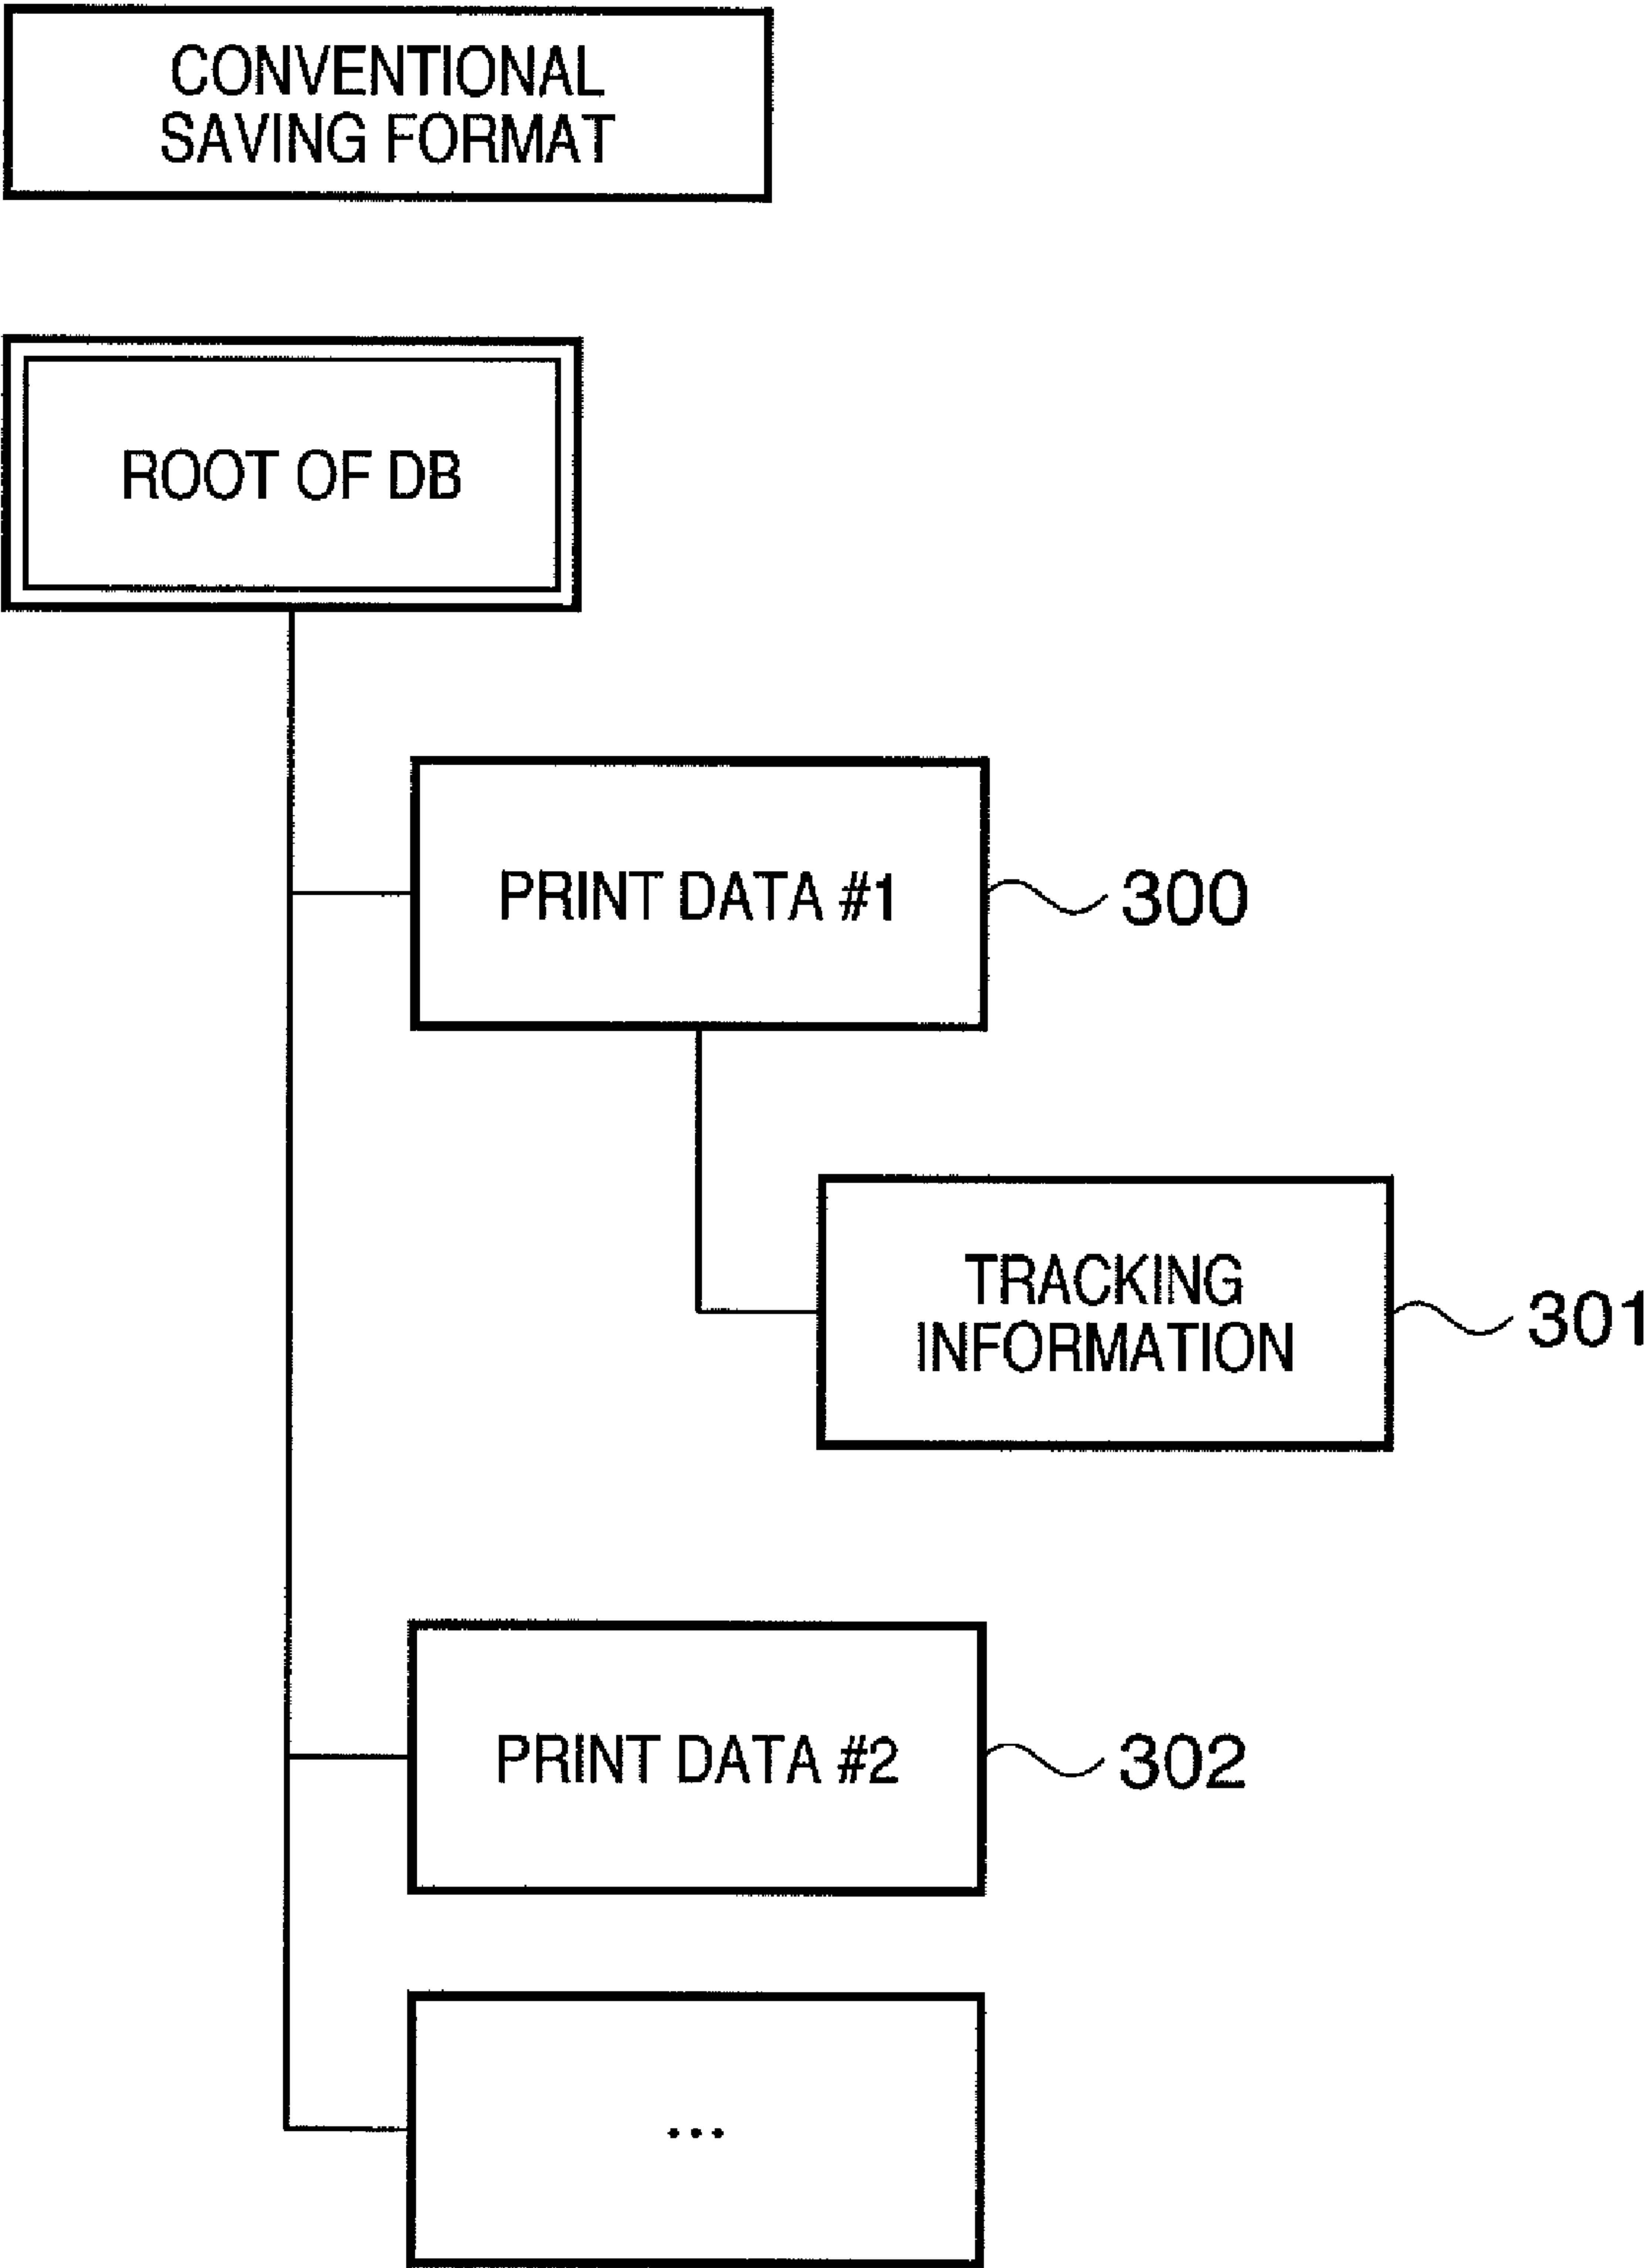 CONVENTIONAL
SAVING FORMAT
ROOT OF DB
PRINT DATA #1
300
TRACKING
INFORMATION
301
PRINT DATA #2
302
...